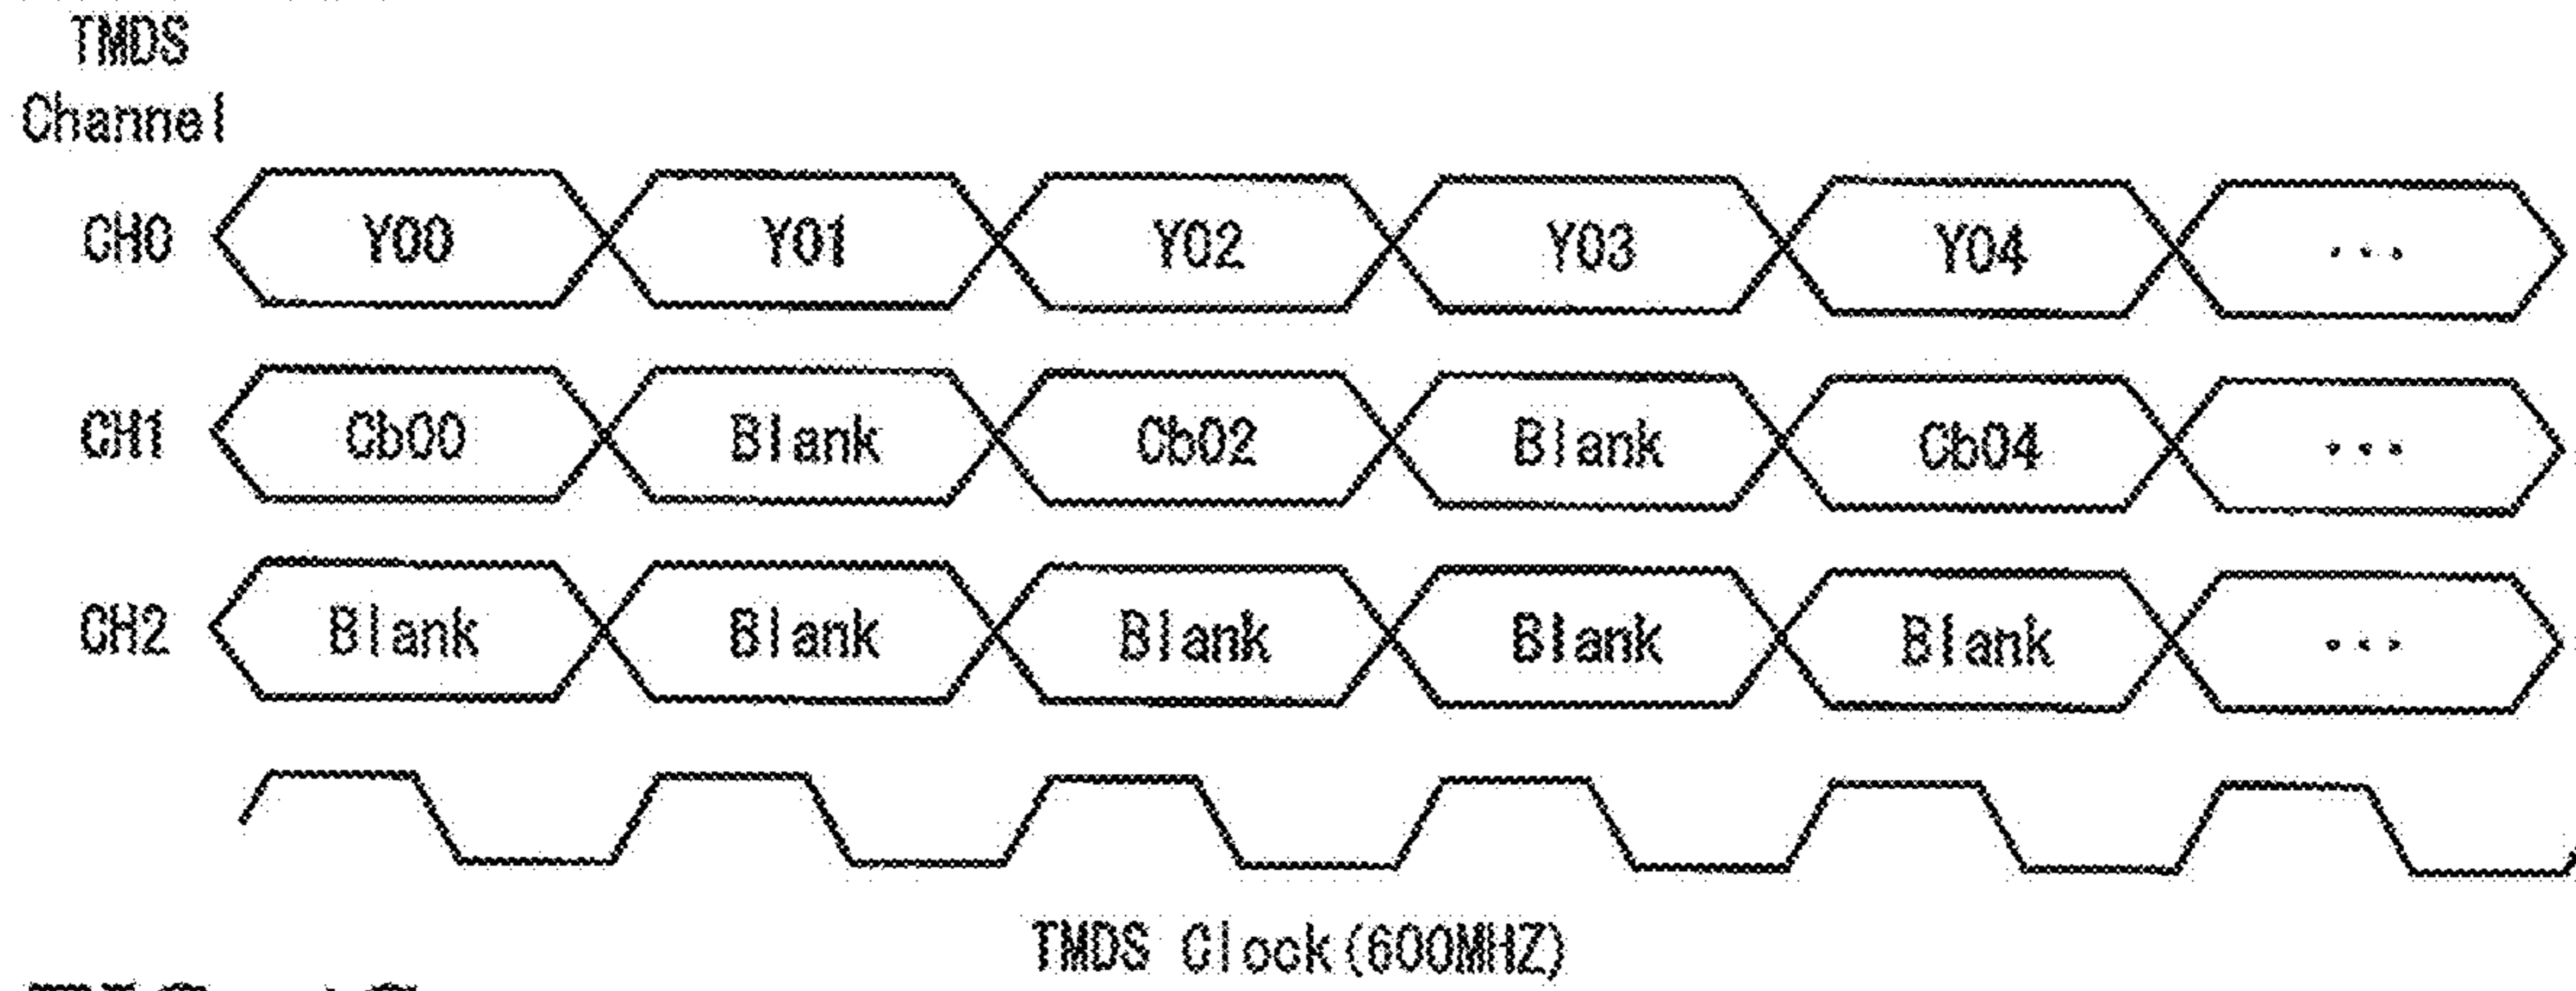 TMDS
Channel
CH0 Y00 Y01 Y02 Y03 Y04 ...
CH1 Cb00 Blank Cb02 Blank Cb04 ...
CH2 Blank Blank Blank Blank Blank ...
TMDS Clock(600MHZ)